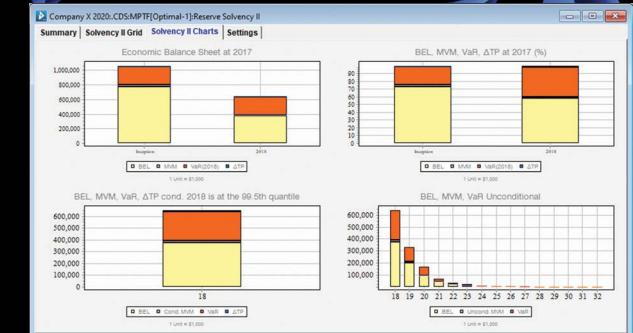 Company X 2020:.CDS:MPTF[Optimal-1]:Reserve Solvency II
Summary Solvency II Grid Solvency II Charts Settings
Economic Balance Sheet at 2017
1,000,000
800,000
600,000
400,000
200,000
0
Inception 2018
BEL MVM VaR(2018) ΔTP
1 Unit = $1,000
BEL, MVM, VaR, ΔTP at 2017 (%)
90
80
70
60
50
40
30
20
10
0
Inception 2018
BEL MVM VaR(2018) ΔTP
1 Unit = $1,000
BEL, MVM, VaR, ΔTP cond. 2018 is at the 99.5th quantile
600,000
500,000
400,000
300,000
200,000
100,000
0
18
BEL Cond. MVM VaR ΔTP
1 Unit = $1,000
BEL, MVM, VaR Unconditional
600,000
500,000
400,000
300,000
200,000
100,000
18 19 20 21 22 23 24 25 26 27 28 29 30 31 32
BEL Uncond. MVM VaR
1 Unit = $1,000